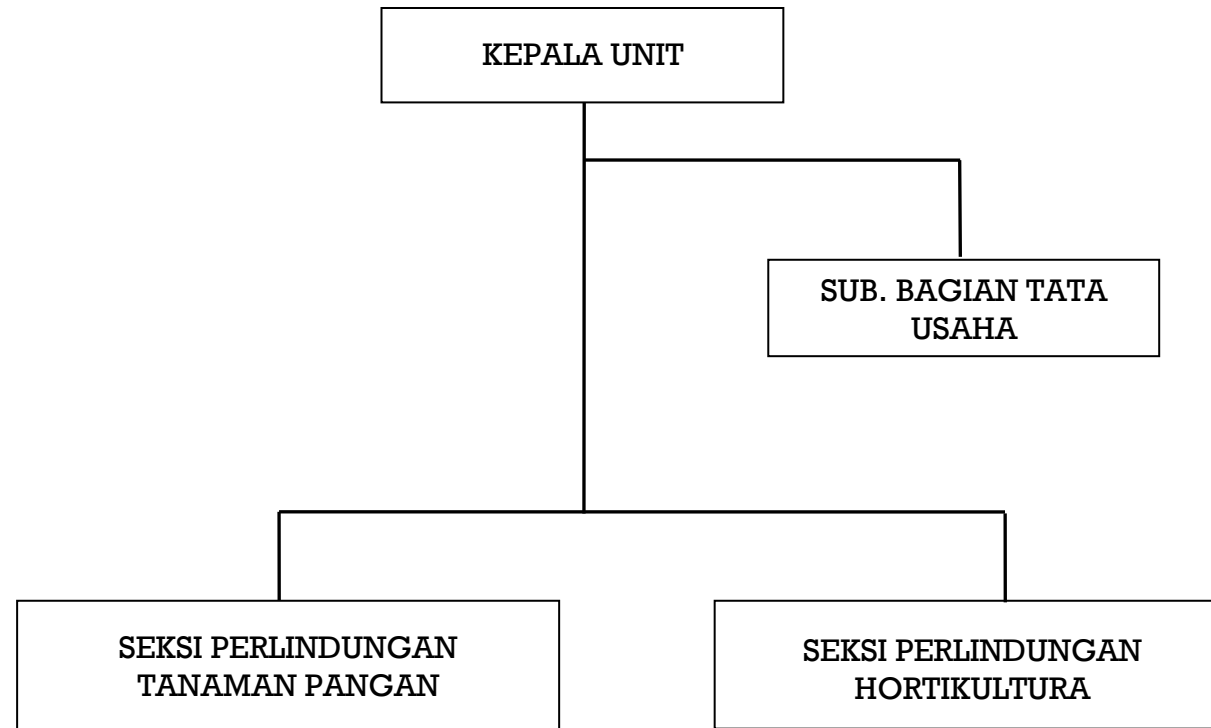 KEPALA UNIT
SUB. BAGIAN TATA
USAHA
SEKSI PERLINDUNGAN
TANAMAN PANGAN
SEKSI PERLINDUNGAN
HORTIKULTURA